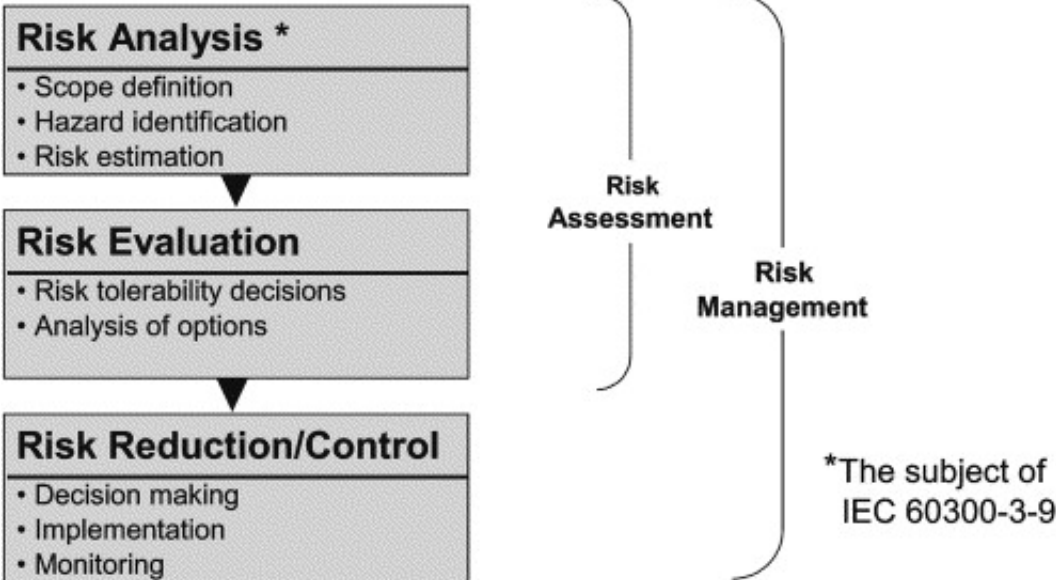 Risk Analysis *
• Scope definition
• Hazard identification
• Risk estimation
Risk Evaluation
• Risk tolerability decisions
• Analysis of options
Risk Reduction/Control
• Decision making
• Implementation
• Monitoring
Risk
Assessment
Risk
Management
*The subject of
IEC 60300-3-9